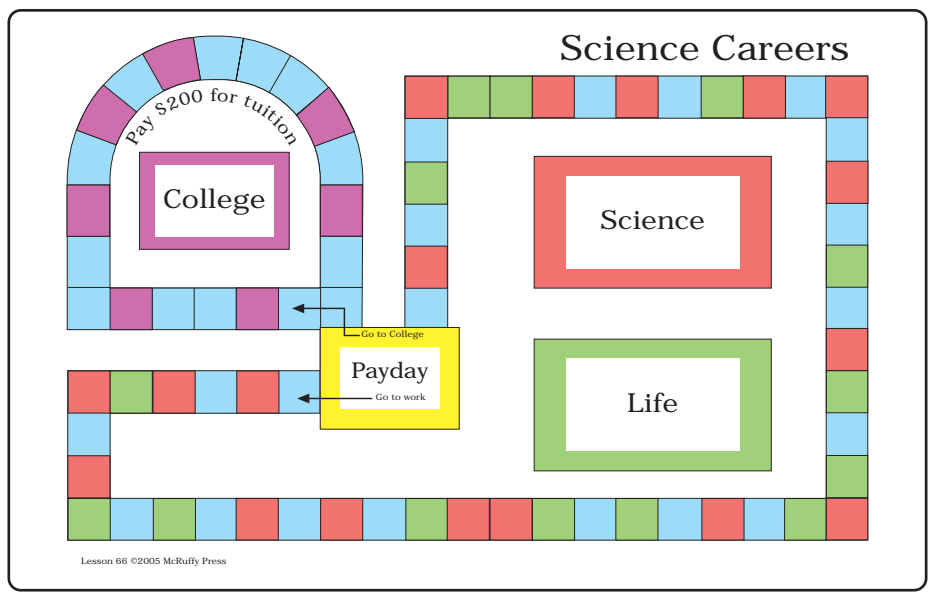 Science Careers
Pay $200 for tuition
College
Science
Go to College
Payday
Go to work
Life
Lesson 66 ©2005 McRuffy Press